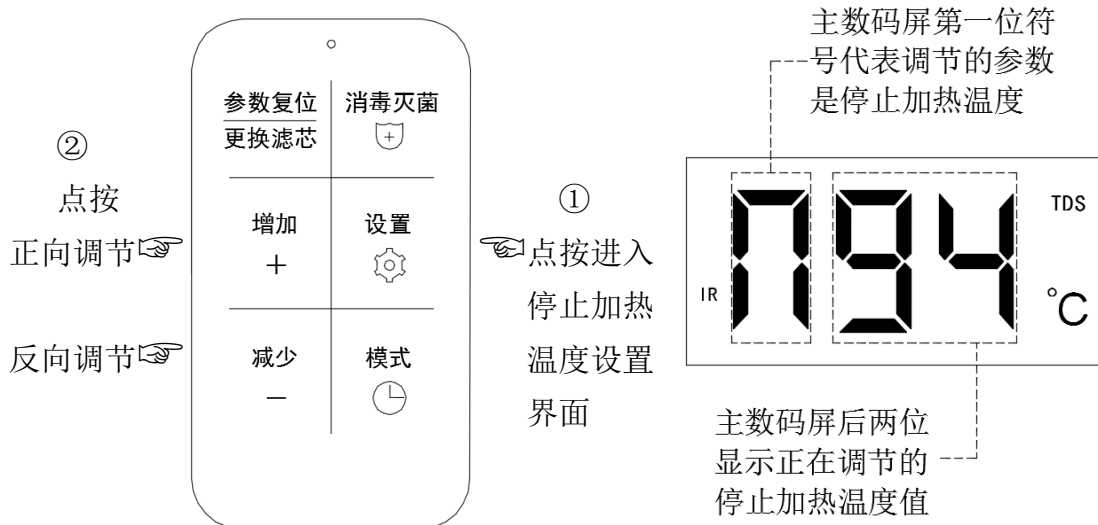 ②
点按
正向调节☞
反向调节☞
参数复位
更换滤芯
消毒灭菌
+
增加
+
设置
减少
−
模式
①
☜点按进入
停止加热
温度设置
界面
主数码屏第一位符
号代表调节的参数
是停止加热温度
IR
Π94
TDS
°C
主数码屏后两位
显示正在调节的
停止加热温度值